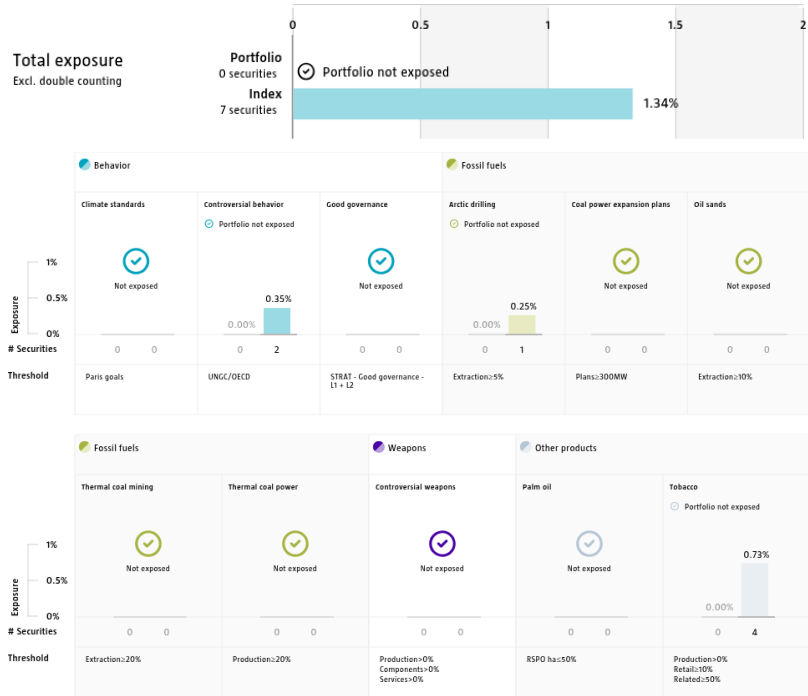 0 0.5 1 1.5 2
Total exposure
Excl. double counting
Portfolio
0 securities
Portfolio not exposed
Index
7 securities
1.34%
Behavior
Fossil fuels
Climate standards
Controversial behavior
Good governance
Arctic drilling
Coal power expansion plans
Oil sands
Portfolio not exposed
Portfolio not exposed
Not exposed
Not exposed
Not exposed
Not exposed
Exposure
1%
0.5%
0%
0.00%
0.35%
0.00%
0.25%
# Securities
0 0
0 2
0 0
0 1
0 0
0 0
Threshold
Paris goals
UNGC/OECD
STRAT - Good governance -
L1 + L2
Extraction≥5%
Plans≥300MW
Extraction≥10%
Fossil fuels
Weapons
Other products
Thermal coal mining
Thermal coal power
Controversial weapons
Palm oil
Tobacco
Portfolio not exposed
Not exposed
Not exposed
Not exposed
Not exposed
Exposure
1%
0.5%
0%
0.00%
0.73%
# Securities
0 0
0 0
0 0
0 0
0 4
Threshold
Extraction≥20%
Production≥20%
Production>0%
Components>0%
Services>0%
RSPO ha≤50%
Production>0%
Retail≥10%
Related≥50%